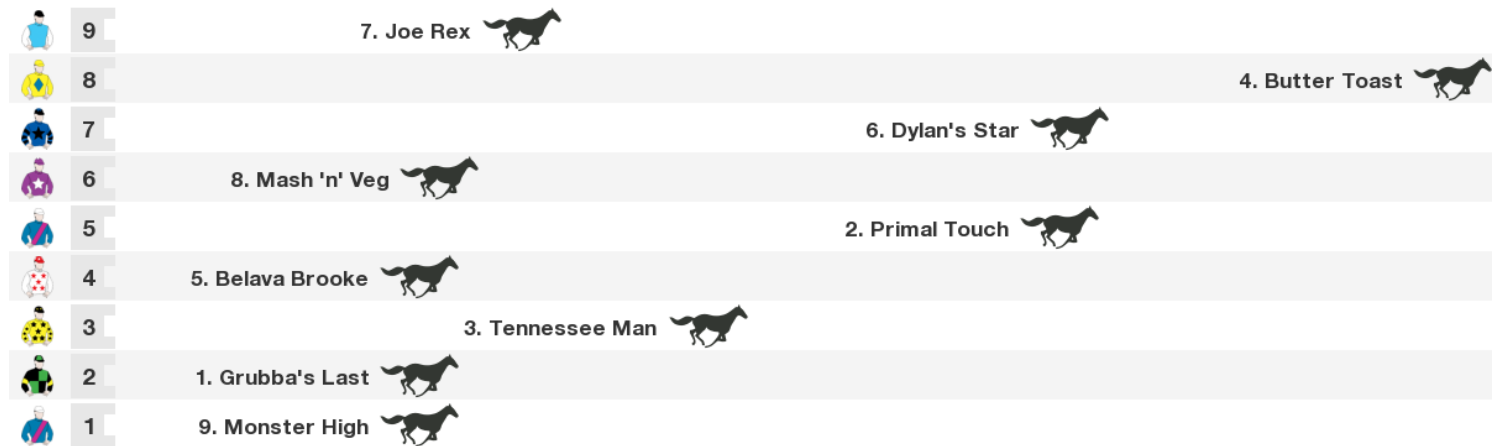 9 7. Joe Rex
8 4. Butter Toast
7 6. Dylan's Star
6 8. Mash 'n' Veg
5 2. Primal Touch
4 5. Belava Brooke
3 3. Tennessee Man
2 1. Grubba's Last
1 9. Monster High